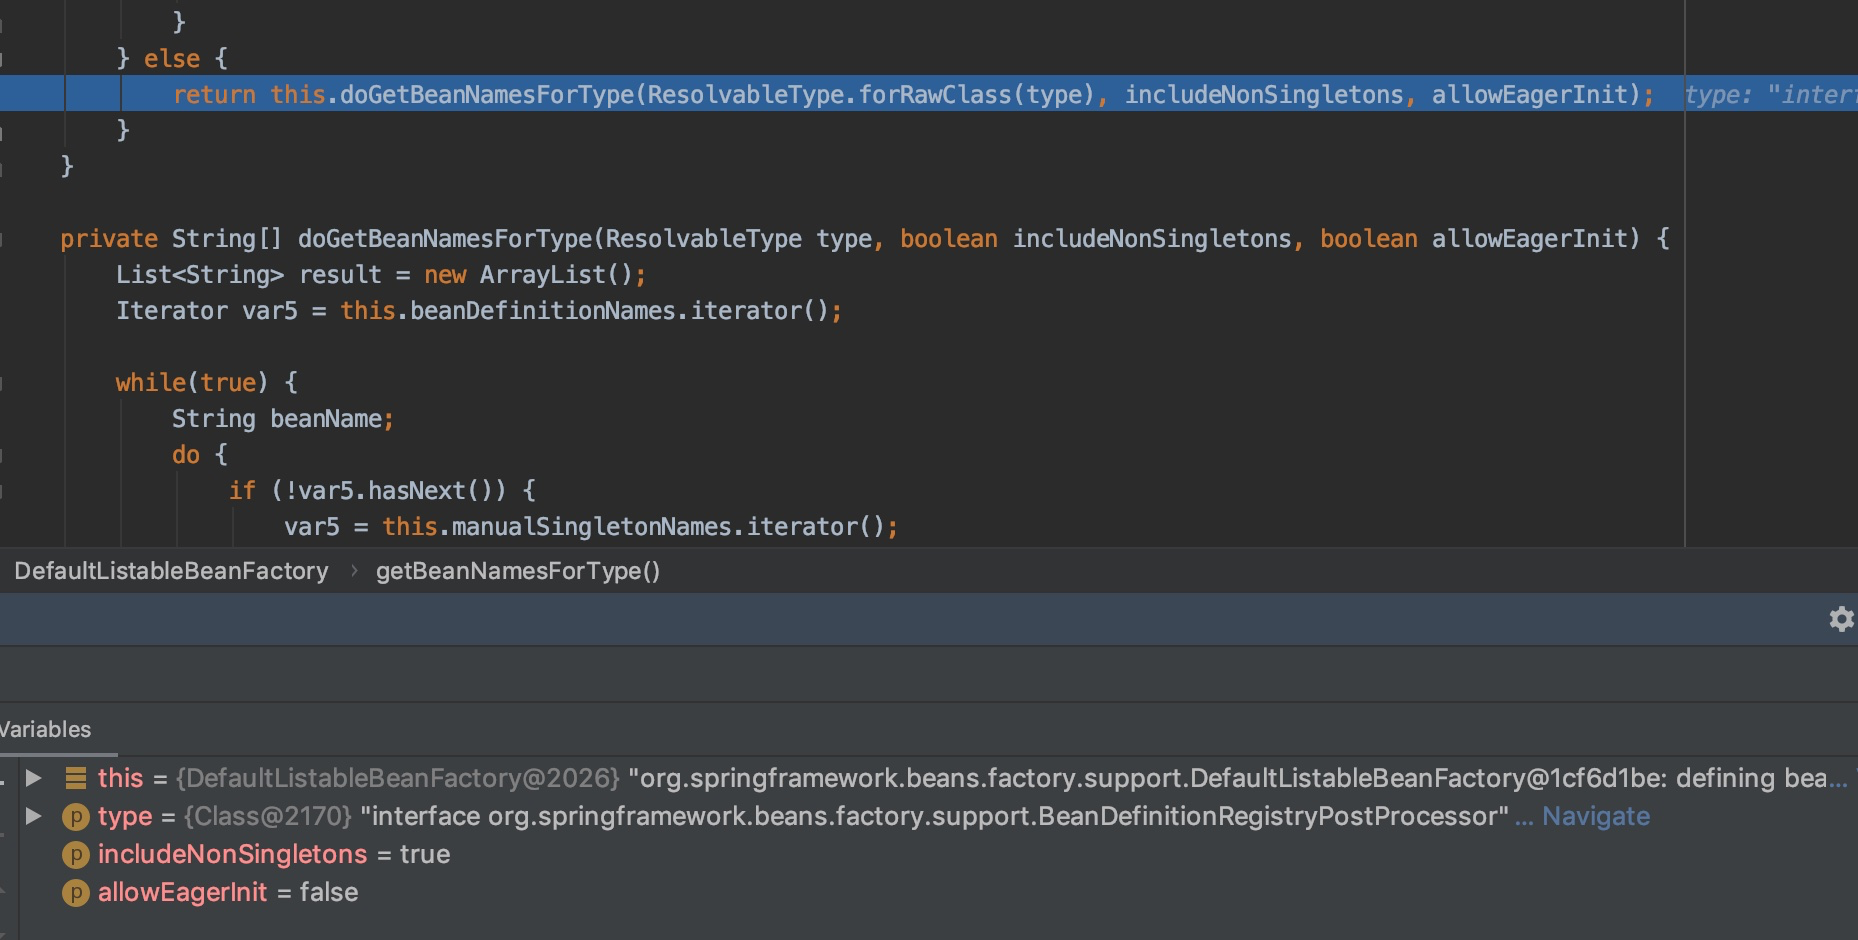 }
} else {
return this.doGetBeanNamesForType(ResolvableType.forRawClass(type), includeNonSingletons, allowEagerInit); type: "inter
}
}
private String[] doGetBeanNamesForType(ResolvableType type, boolean includeNonSingletons, boolean allowEagerInit) {
List<String> result = new ArrayList();
Iterator var5 = this.beanDefinitionNames.iterator();
while(true) {
String beanName;
do {
if (!var5.hasNext()) {
var5 = this.manualSingletonNames.iterator();
DefaultListableBeanFactory › getBeanNamesForType()
Variables
this = {DefaultListableBeanFactory@2026} "org.springframework.beans.factory.support.DefaultListableBeanFactory@1cf6d1be: defining bea...
p type = {Class@2170} "interface org.springframework.beans.factory.support.BeanDefinitionRegistryPostProcessor" ... Navigate
p includeNonSingletons = true
p allowEagerInit = false